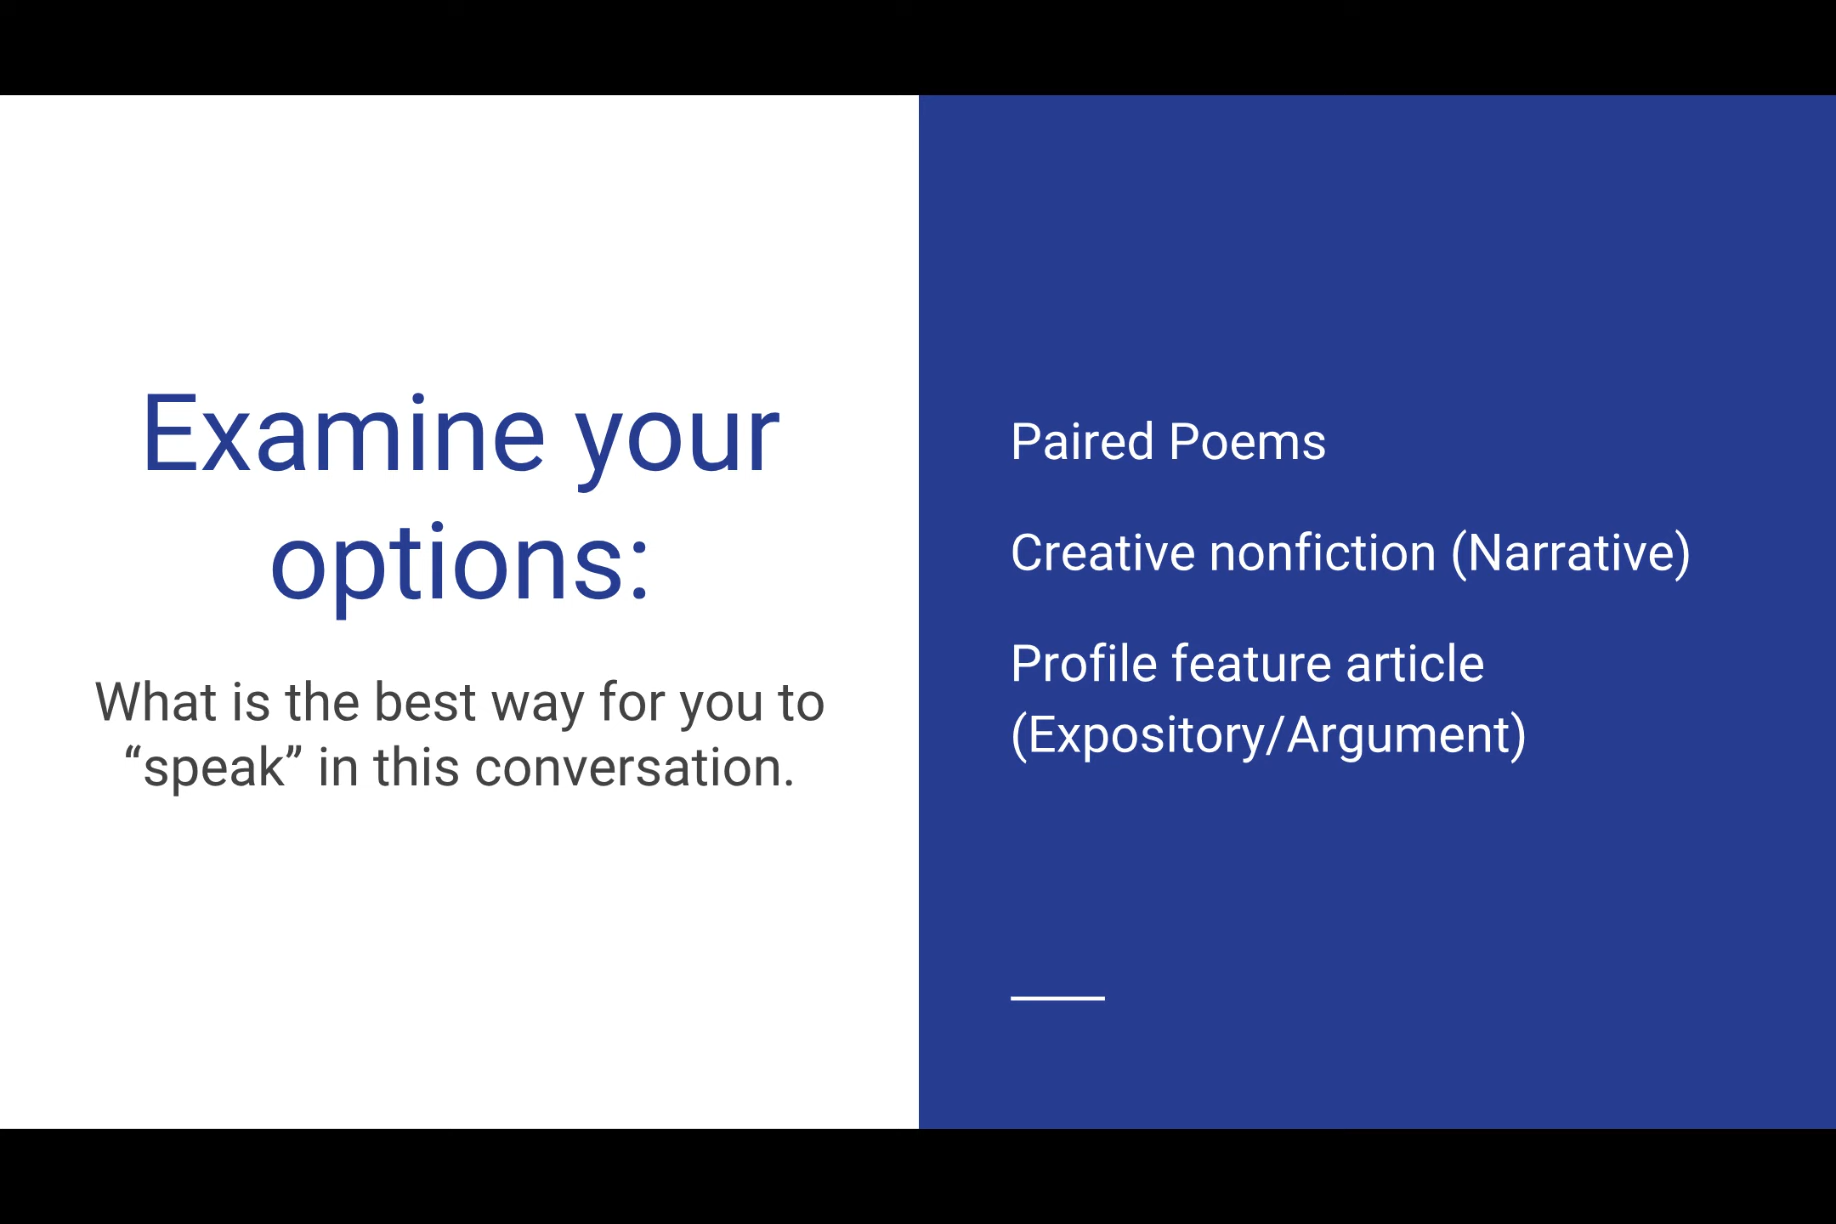 Examine your
options:
What is the best way for you to
“speak” in this conversation.
Paired Poems
Creative nonfiction (Narrative)
Profile feature article
(Expository/Argument)